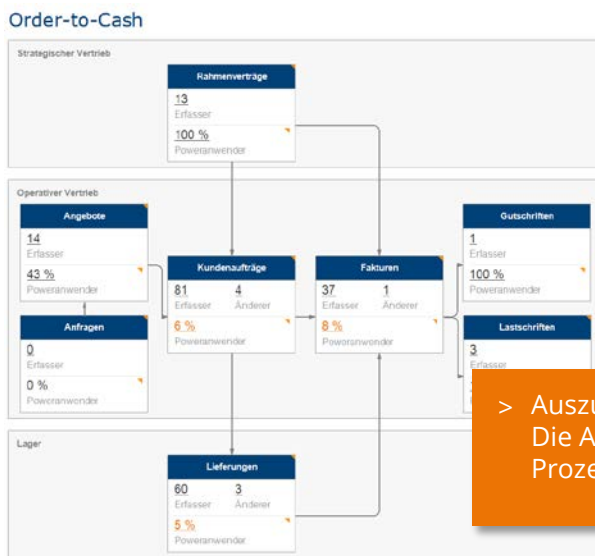 Order-to-Cash
Strategischer Vertrieb
Rahmenverträge
13
Erfasser
100 %
Poweranwender
Operativer Vertrieb
Angebote
14
Erfasser
43 %
Poweranwender
Anfragen
0
Erfasser
0 %
Poweranwender
Kundenaufträge
81 4
Erfasser Änderer
6 %
Poweranwender
Fakturen
37 1
Erfasser Änderer
8 %
Poweranwender
Gutschriften
1
Erfasser
100 %
Poweranwender
Lastschriften
3
Erfasser
Lager
Lieferungen
60 3
Erfasser Änderer
5 %
Poweranwender
>
Die